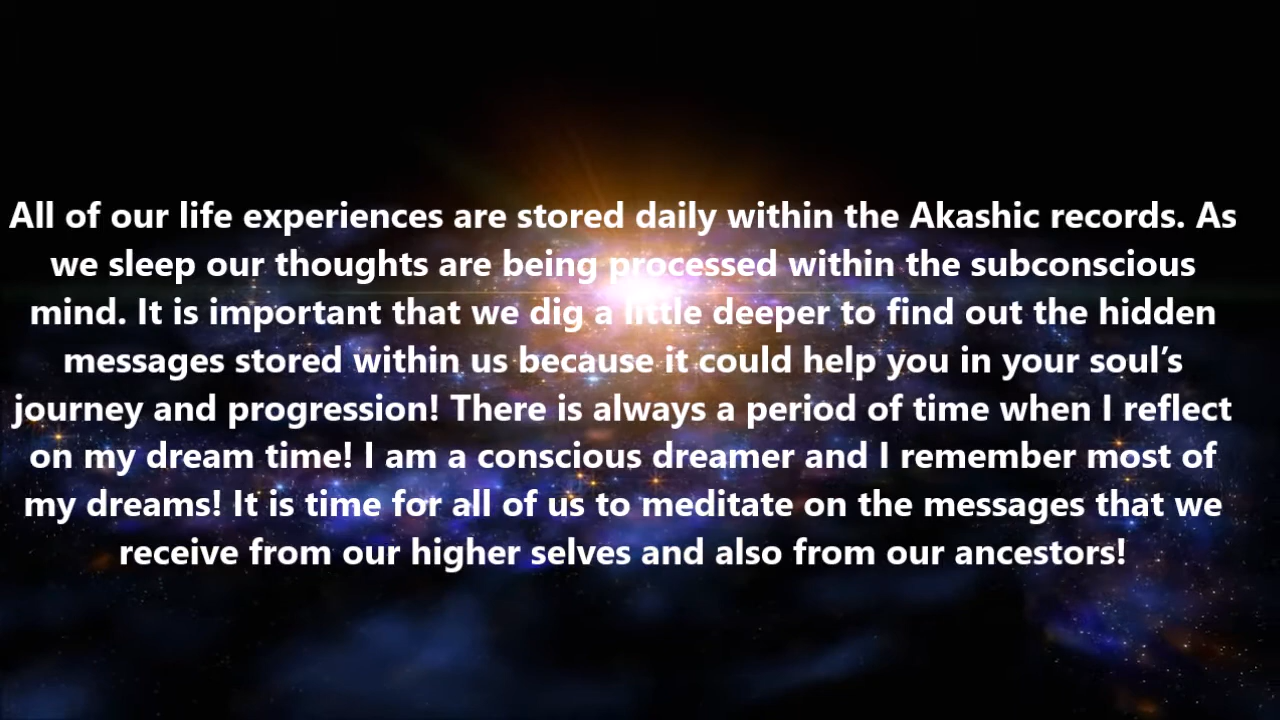 All of our life experiences are stored daily within the Akashic records. As
we sleep our thoughts are being processed within the subconscious
mind. It is important that we dig a little deeper to find out the hidden
messages stored within us because it could help you in your soul’s
journey and progression! There is always a period of time when I reflect
on my dream time! I am a conscious dreamer and I remember most of
my dreams! It is time for all of us to meditate on the messages that we
receive from our higher selves and also from our ancestors!